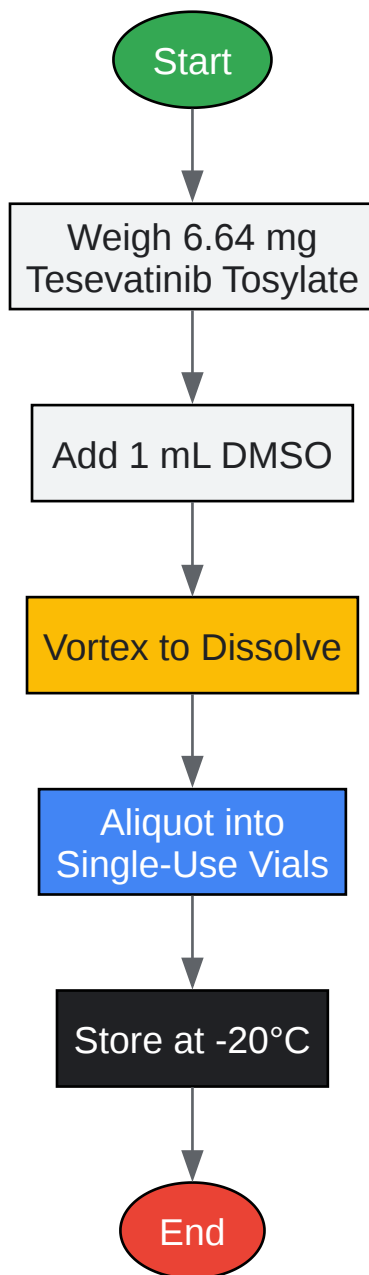 Start
Weigh 6.64 mg
Tesevatinib Tosylate
Add 1 mL DMSO
Vortex to Dissolve
Aliquot into
Single-Use Vials
Store at -20°C
End